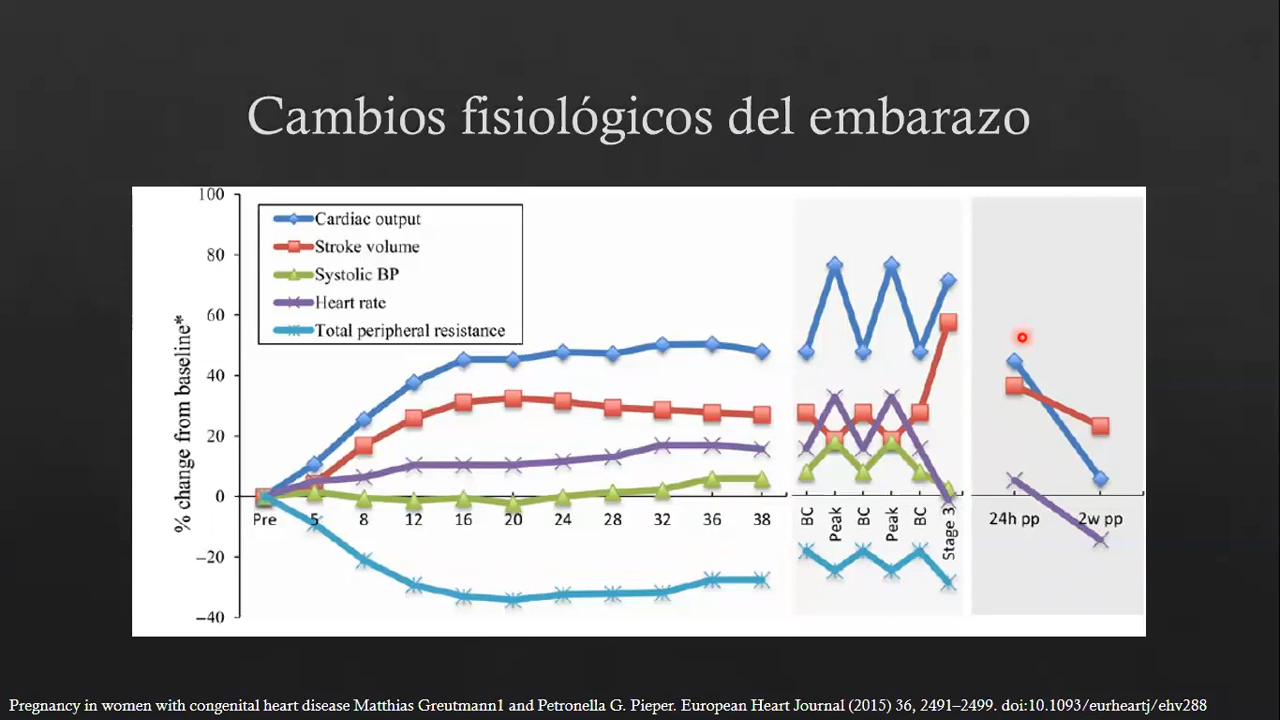 Cambios fisiológicos del embarazo
% change from baseline*
100
80
60
40
20
0
−20
−40
Cardiac output
Stroke volume
Systolic BP
Heart rate
Total peripheral resistance
Pre 5 8 12 16 20 24 28 32 36 38
BC Peak BC Peak BC Stage 3
24h pp 2w pp
Pregnancy in women with congenital heart disease Matthias Greutmann1 and Petronella G. Pieper. European Heart Journal (2015) 36, 2491–2499. doi:10.1093/eurheartj/ehv288